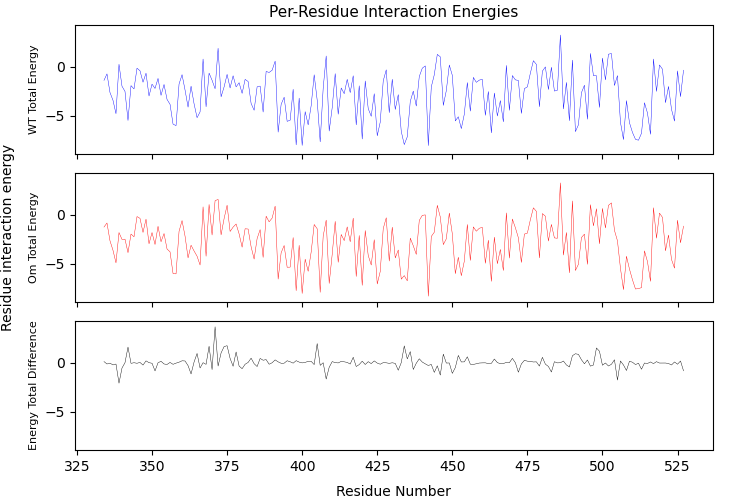 Per-Residue Interaction Energies
Residue interaction energy
WT Total Energy
0
−5
Om Total Energy
0
−5
Energy Total Difference
0
−5
325 350 375 400 425 450 475 500 525
Residue Number